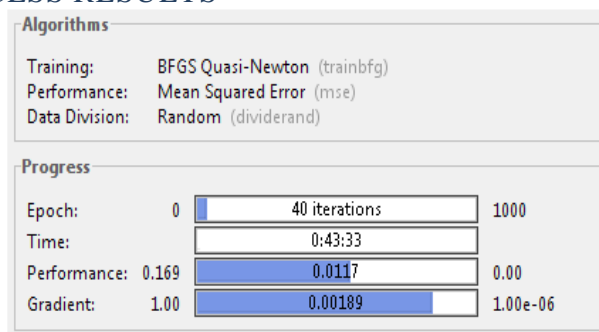 Algorithms
Training: BFGS Quasi-Newton (trainbfg)
Performance: Mean Squared Error (mse)
Data Division: Random (dividerand)
Progress
Epoch: 0 40 iterations 1000
Time: 0:43:33
Performance: 0.169 0.0117 0.00
Gradient: 1.00 0.00189 1.00e-06